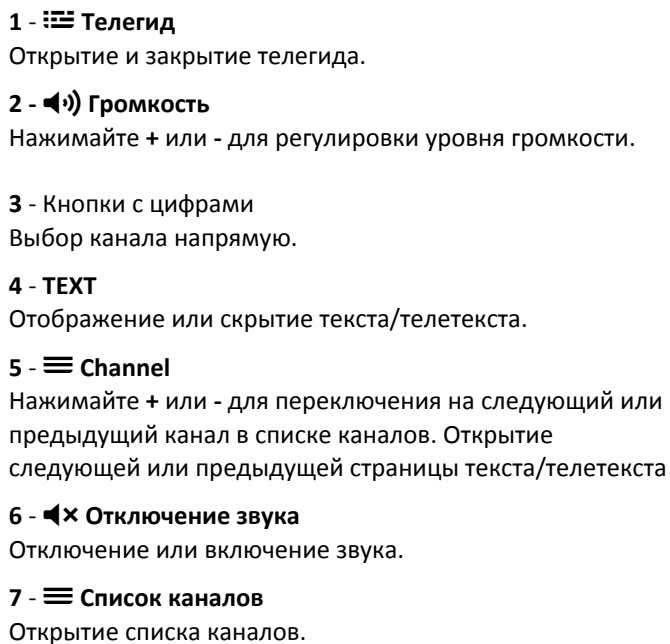 1 - Телегид
Открытие и закрытие телегида.
2 - Громкость
Нажимайте + или - для регулировки уровня громкости.
3 - Кнопки с цифрами
Выбор канала напрямую.
4 - TEXT
Отображение или скрытие текста/телетекста.
5 - Channel
Нажимайте + или - для переключения на следующий или
предыдущий канал в списке каналов. Открытие
следующей или предыдущей страницы текста/телетекста
6 - Отключение звука
Отключение или включение звука.
7 - Список каналов
Открытие списка каналов.